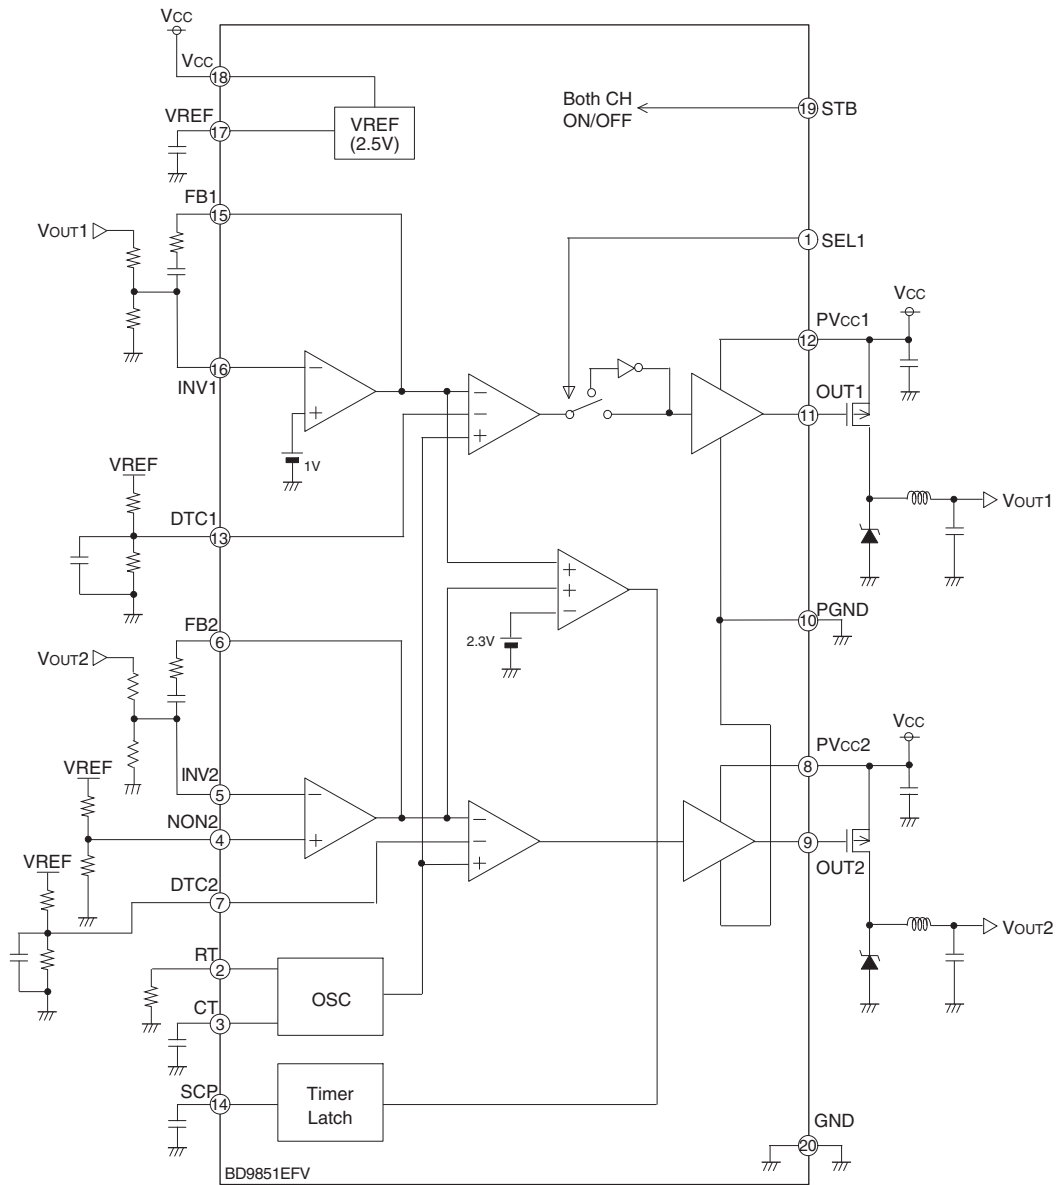 VCC
VCC
18
VREF
17
VREF
(2.5V)
Both CH
ON/OFF
19
STB
FB1
15
VOUT1
1
SEL1
VCC
PVCC1
12
16
INV1
−
+
1V
−
−
+
OUT1
11
VREF
DTC1
13
VOUT1
+
+
−
2.3V
10
PGND
FB2
6
VOUT2
VCC
PVCC2
8
VREF
INV2
5
NON2
4
−
+
−
−
+
9
OUT2
VREF
DTC2
7
VOUT2
RT
2
CT
3
OSC
SCP
14
Timer
Latch
GND
20
BD9851EFV